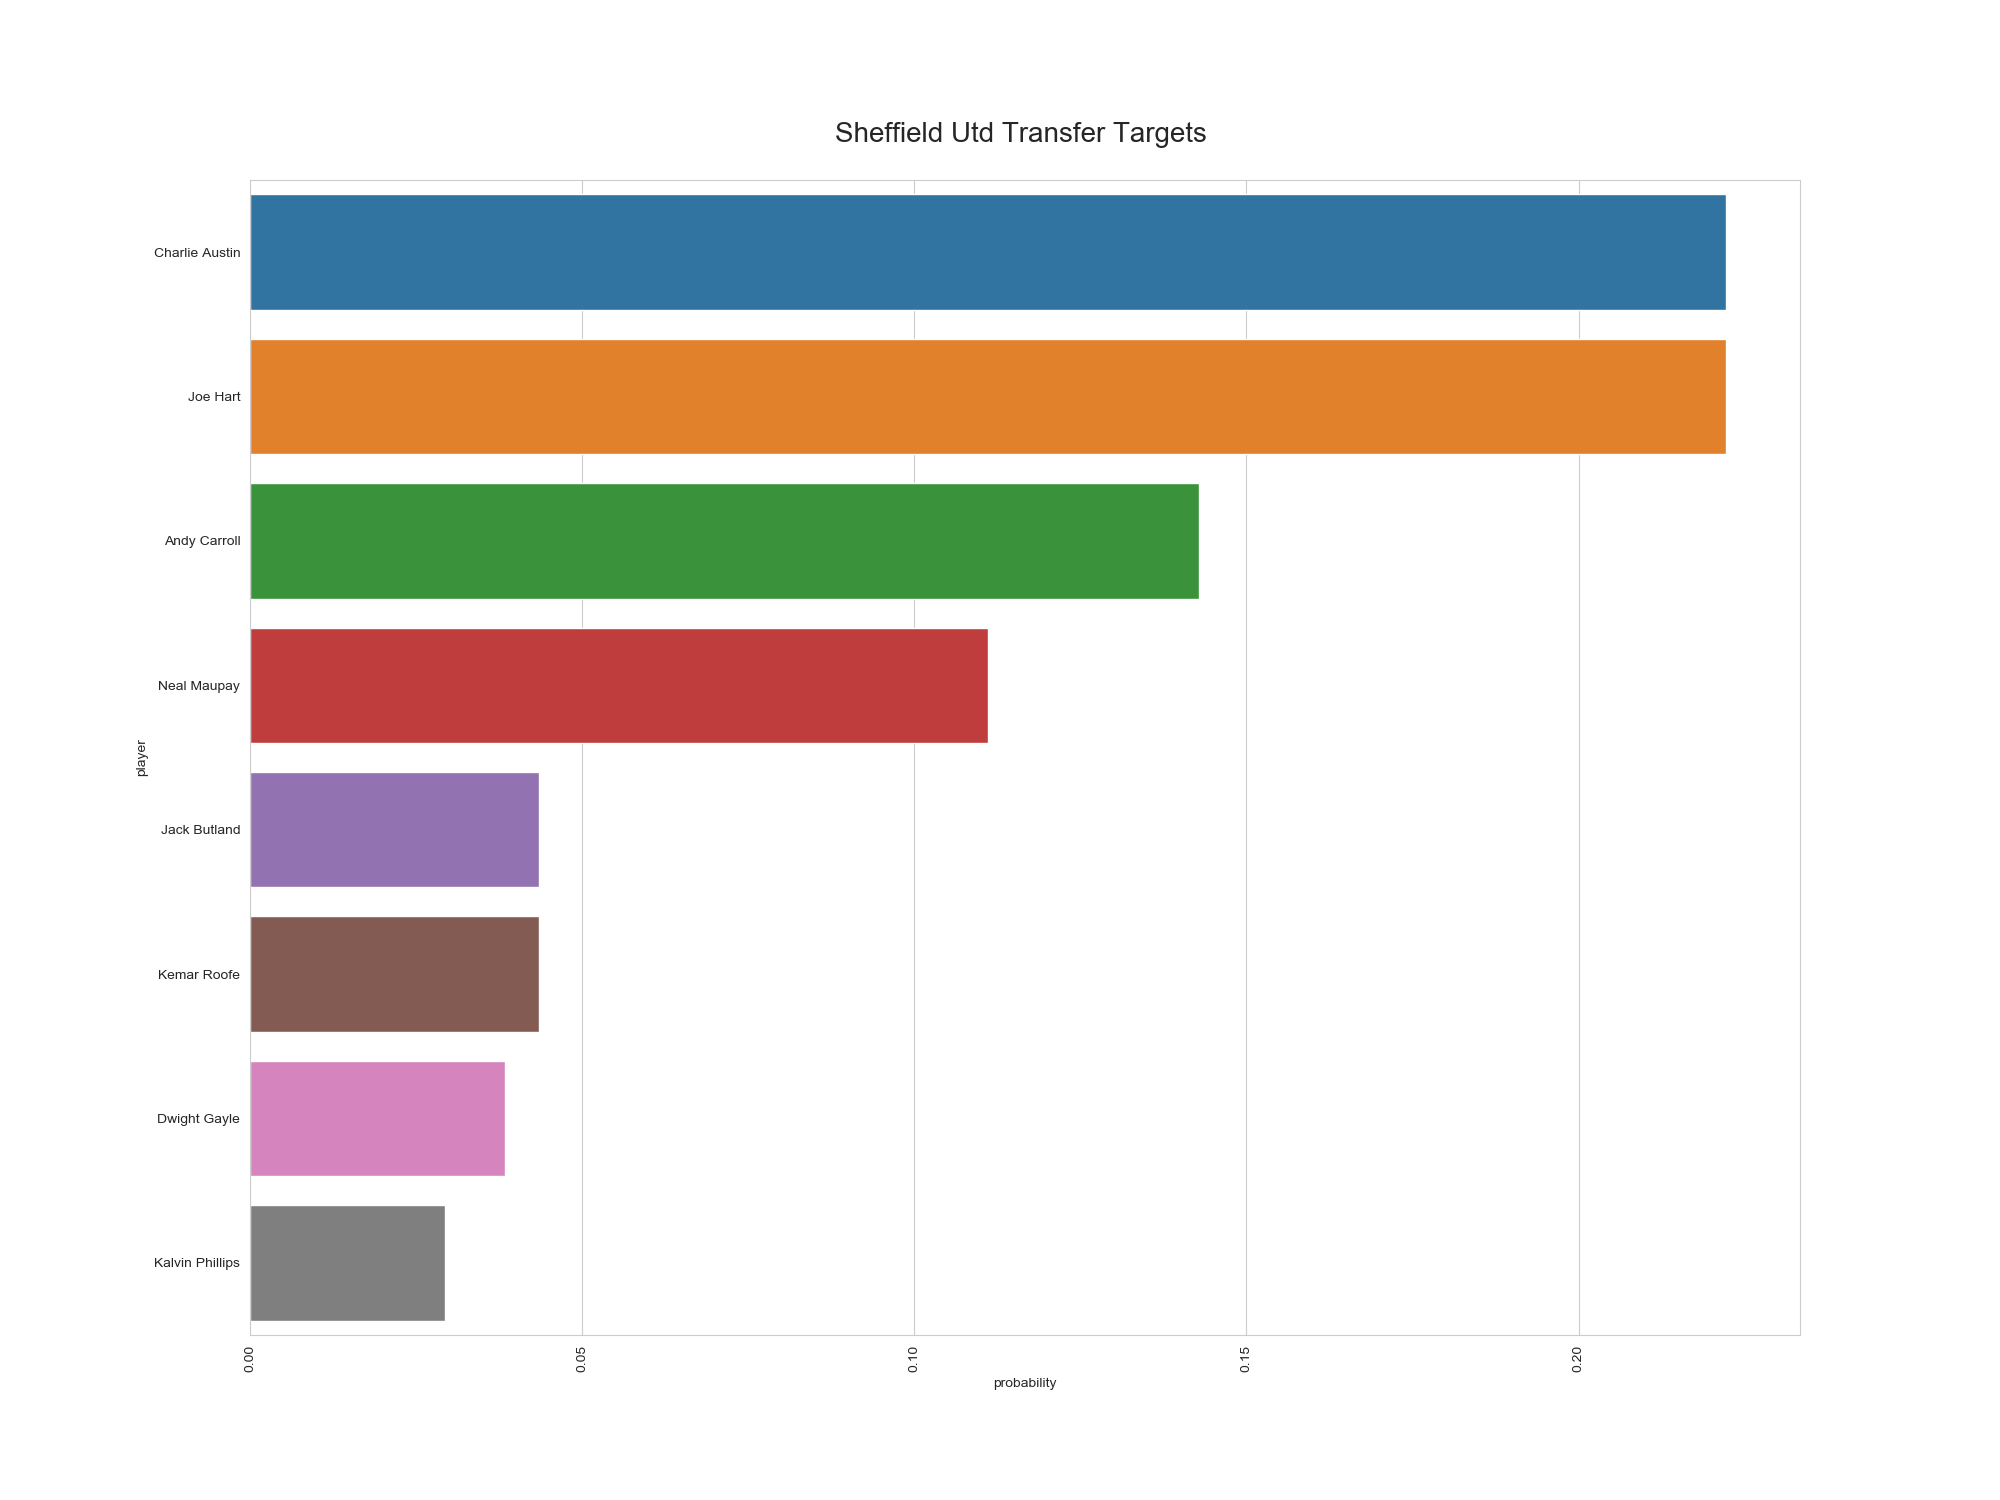 Sheffield Utd Transfer Targets
Charlie Austin
Joe Hart
Andy Carroll
Neal Maupay
player
Jack Butland
Kemar Roofe
Dwight Gayle
Kalvin Phillips
0.00 0.05 0.10 0.15 0.20
probability